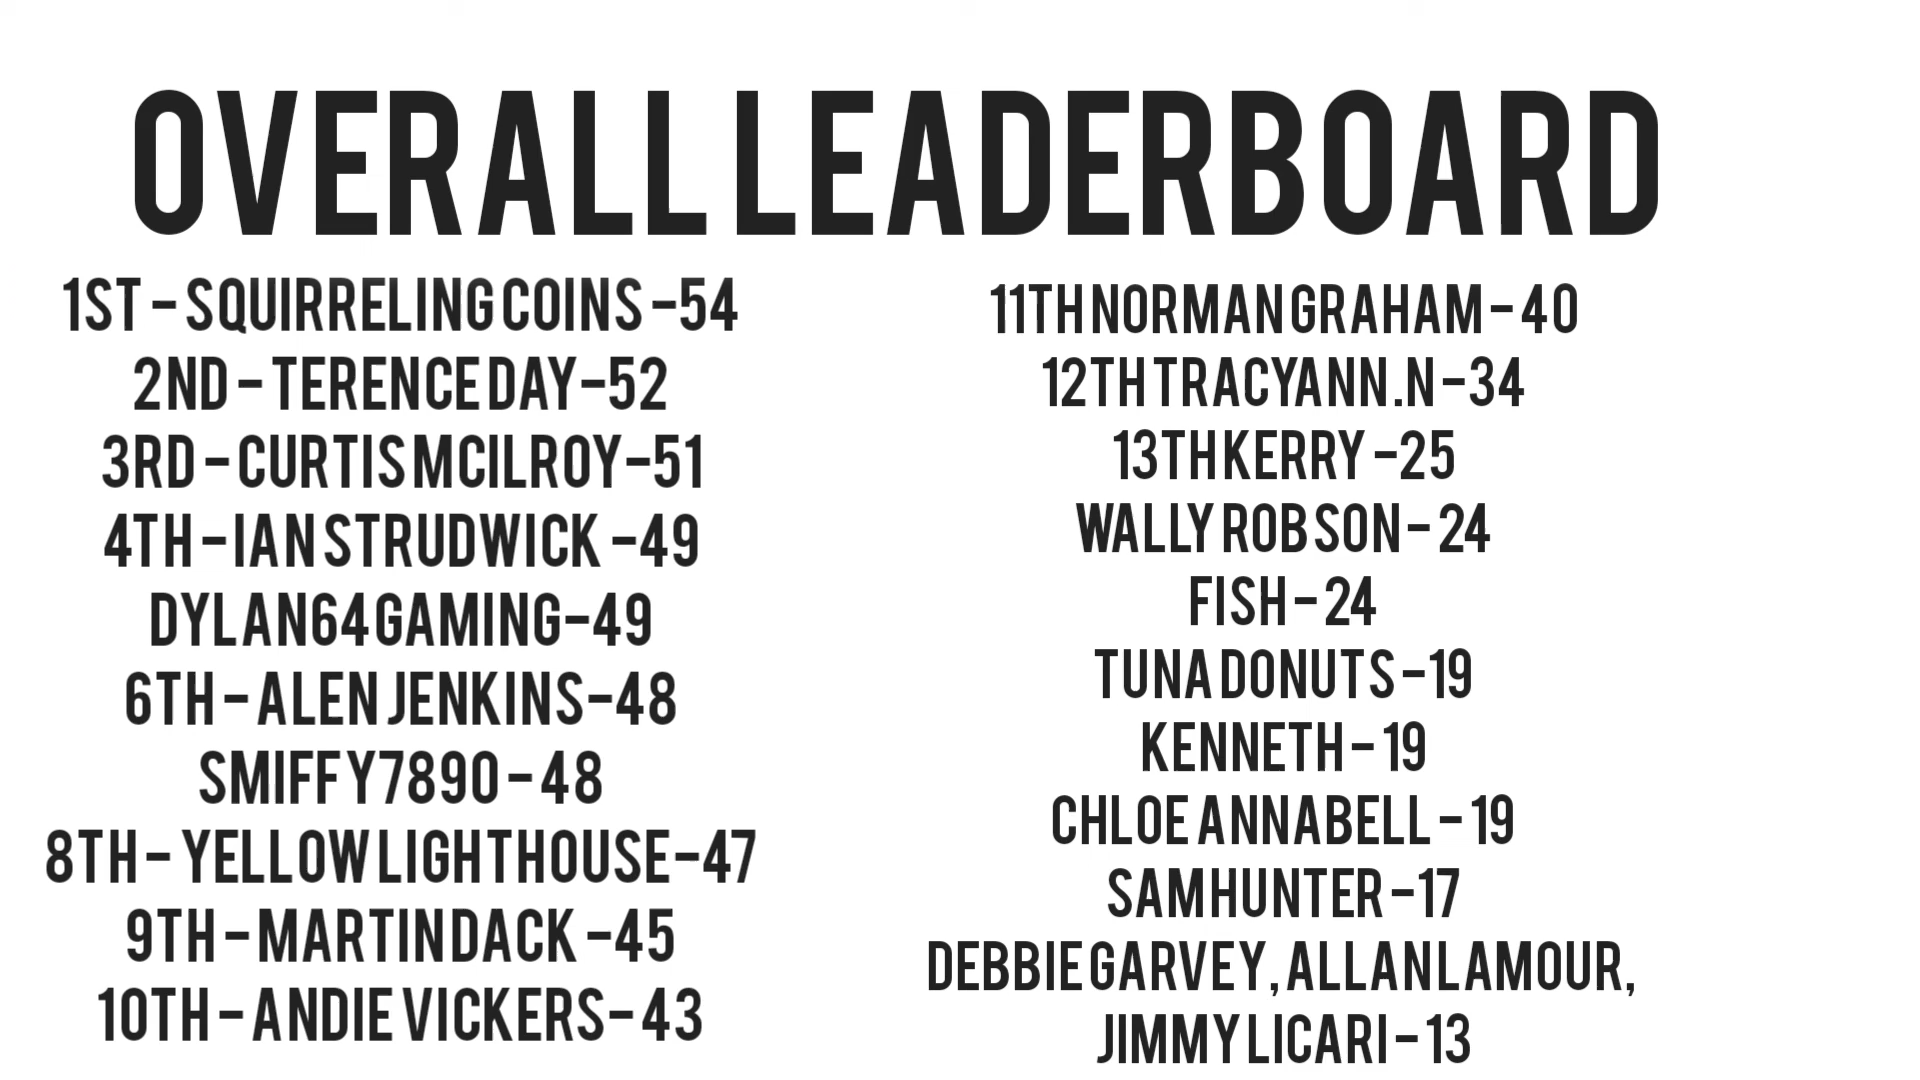 OVERALL LEADERBOARD
1ST - SQUIRRELING COINS -54
2ND - TERENCE DAY-52
3RD - CURTIS MCILROY-51
4TH - IAN STRUDWICK -49
DYLAN64 GAMING-49
6TH - ALEN JENKINS-48
SMIFFY7890 - 48
8TH - YELLOW LIGHTHOUSE -47
9TH - MARTIN DACK -45
10TH - ANDIE VICKERS- 43
11TH NORMAN GRAHAM - 40
12TH TRACYANN.N -34
13TH KERRY -25
WALLY ROBSON - 24
FISH - 24
TUNA DONUTS -19
KENNETH - 19
CHLOE ANNABELL - 19
SAMHUNTER -17
DEBBIE GARVEY, ALLAN LAMOUR,
JIMMY LICARI - 13